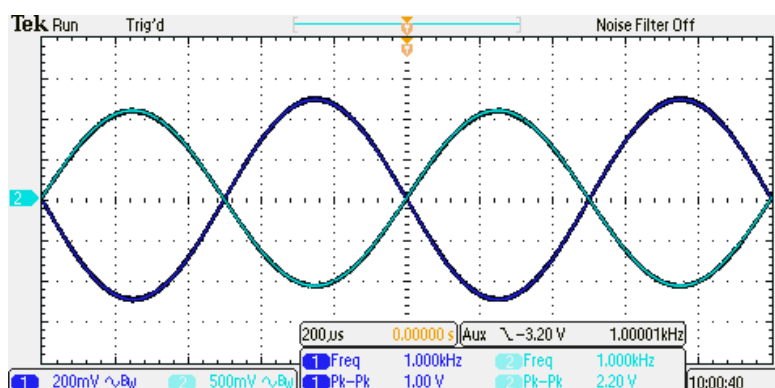 Tek Run Trig'd Noise Filter Off
2
200µs 0.00000 s Aux -3.20 V 1.00001kHz
1 Freq 1.000kHz 2 Freq 1.000kHz
1 200mV Bw 2 500mV Bw 1 Pk-Pk 1.00 V 2 Pk-Pk 2.20 V 10:00:40